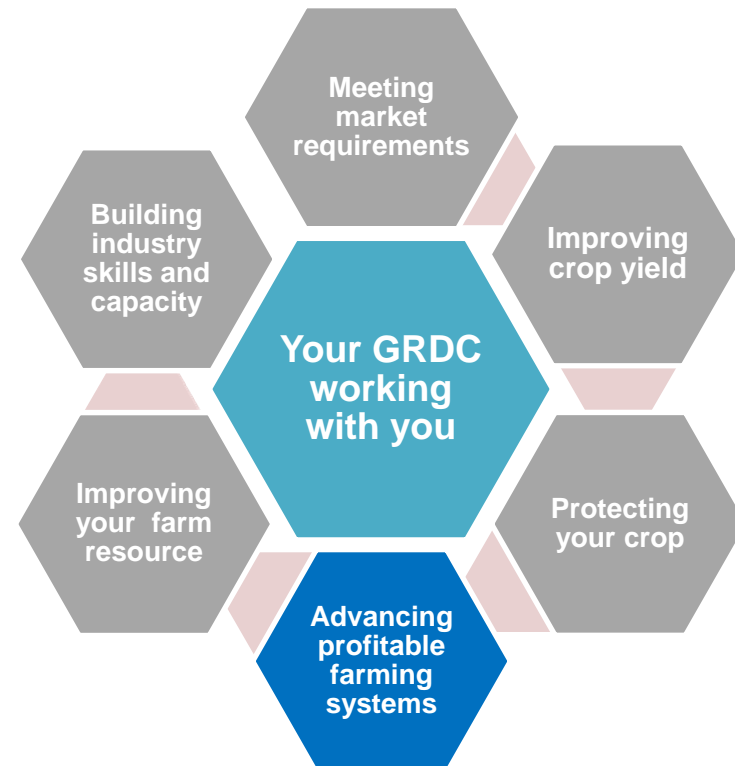 Meeting
market
requirements
Building
industry
skills and
capacity
Improving
crop yield
Your GRDC
working
with you
Improving
your farm
resource
Protecting
your crop
Advancing
profitable
farming
systems